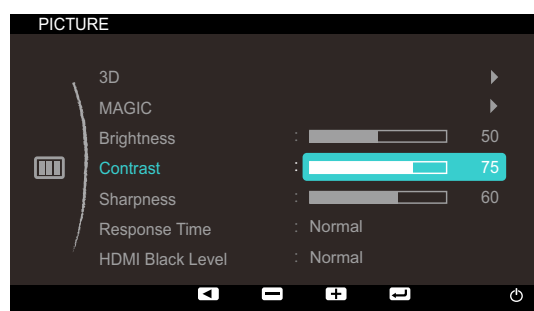 PICTURE
3D
MAGIC
Brightness : 50
Contrast : 75
Sharpness : 60
Response Time : Normal
HDMI Black Level : Normal